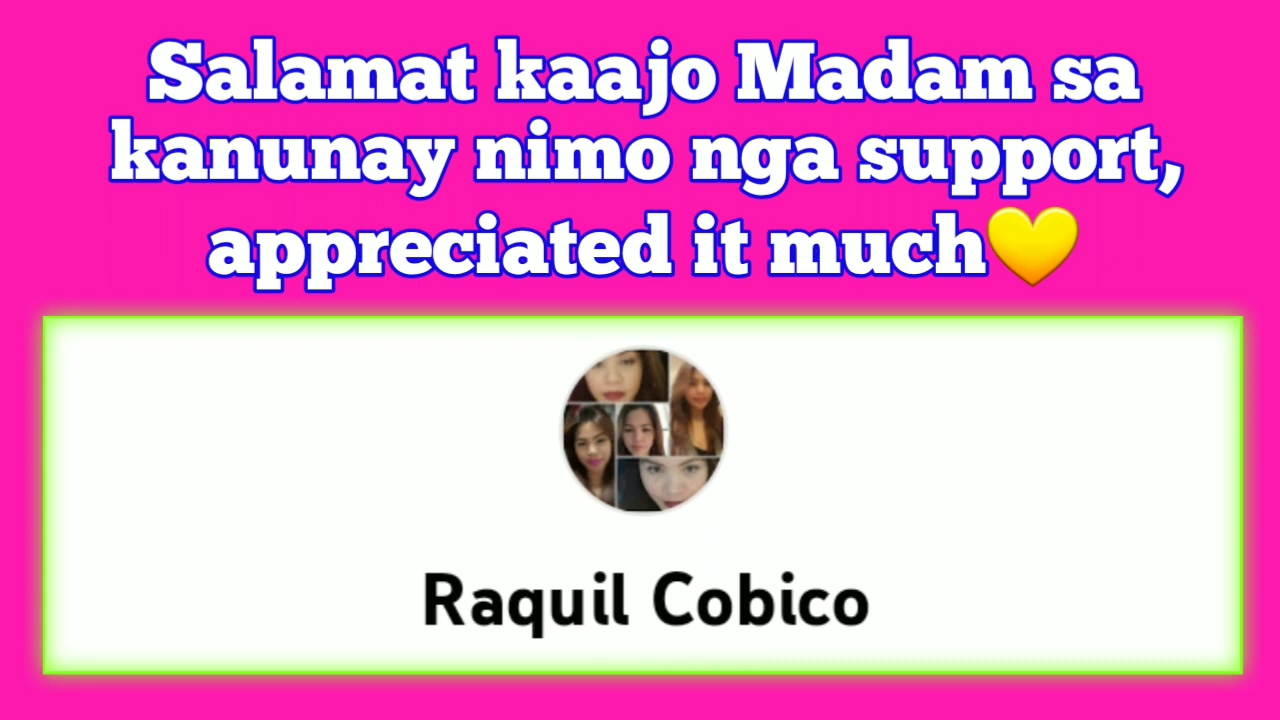 Salamat kaajo Madam sa
kanunay nimo nga support,
appreciated it much💛
Raquil Cobico